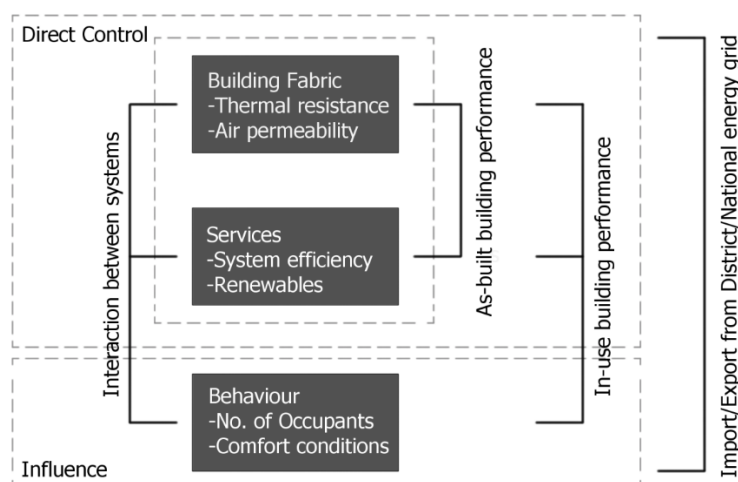 Direct Control
Building Fabric
-Thermal resistance
-Air permeability
Services
-System efficiency
-Renewables
Behaviour
-No. of Occupants
-Comfort conditions
Influence
Interaction between systems
As-built building performance
In-use building performance
Import/Export from District/National energy grid